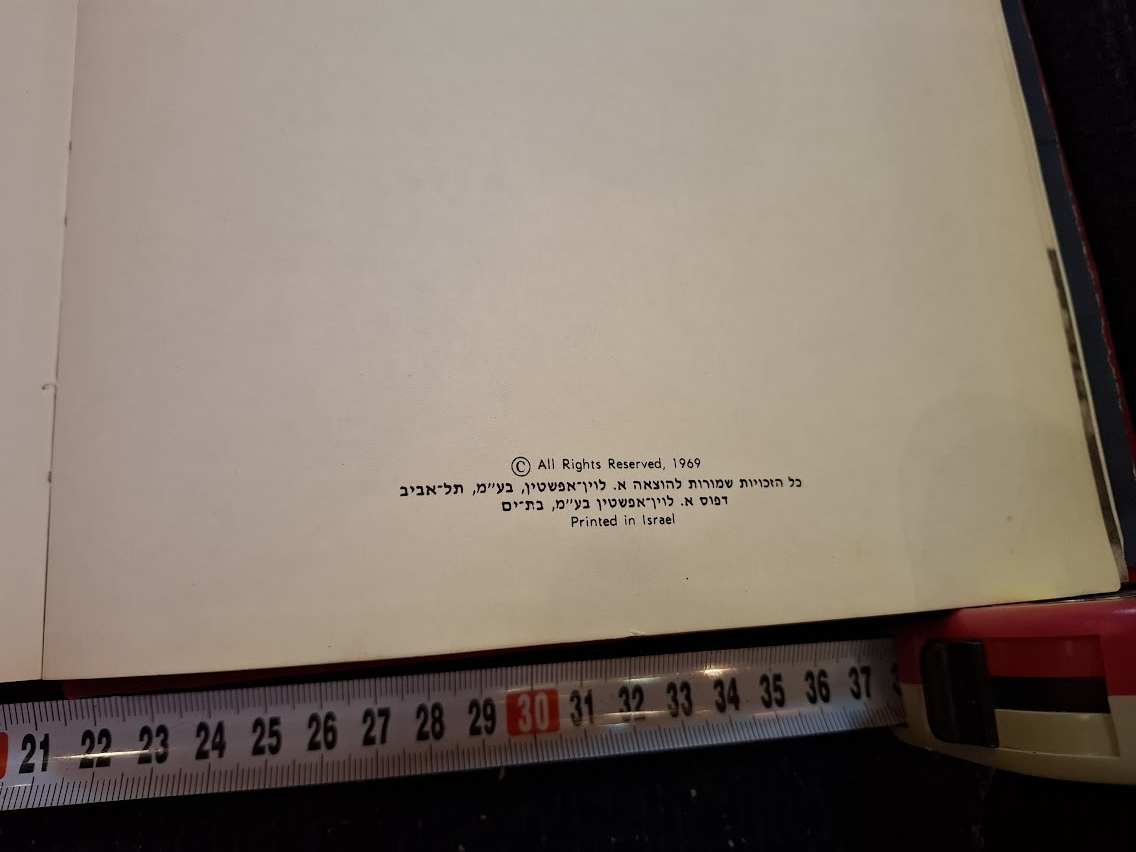 © All Rights Reserved, 1969
כל הזכויות שמורות להוצאה א. לוין־אפשטין, בע״מ, תל־אביב
דפוס א. לוין־אפשטין בע״מ, בת־ים
Printed in Israel
21 22 23 24 25 26 27 28 29 30 31 32 33 34 35 36 37